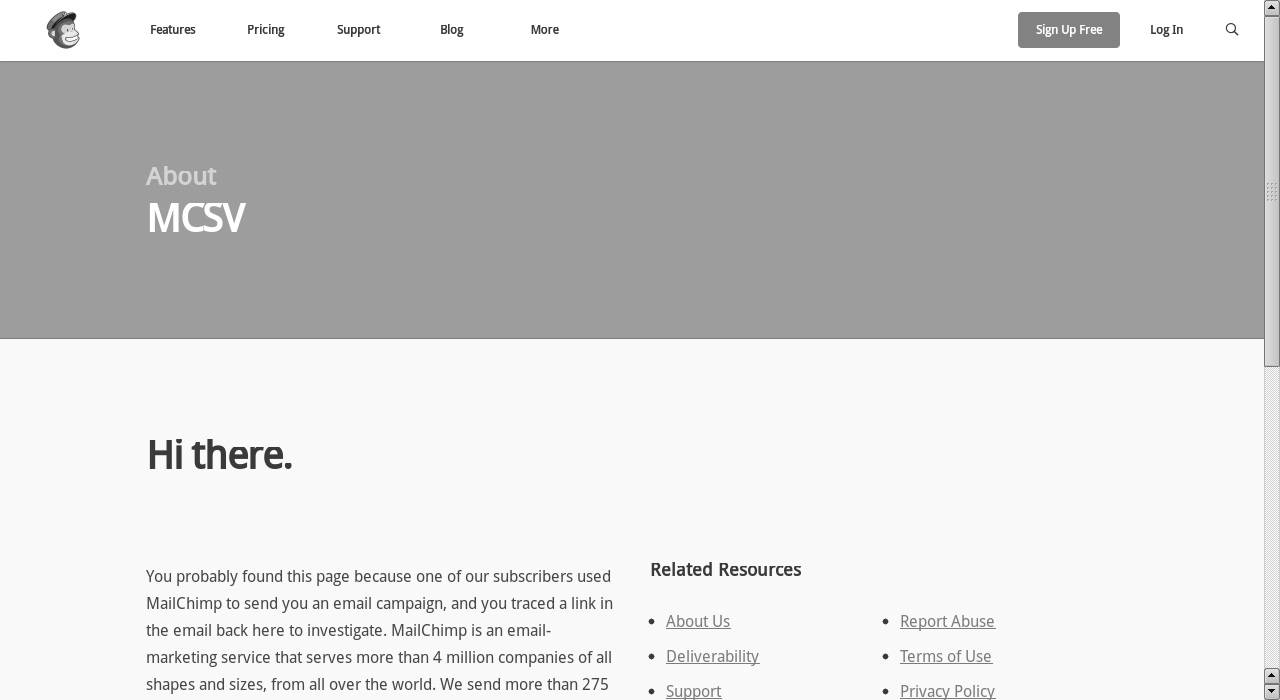 Features Pricing Support Blog More Sign Up Free Log In
About
MCSV
Hi there.
You probably found this page because one of our subscribers used
MailChimp to send you an email campaign, and you traced a link in
the email back here to investigate. MailChimp is an email-
marketing service that serves more than 4 million companies of all
shapes and sizes, from all over the world. We send more than 275
Related Resources
About Us
Deliverability
Support
Report Abuse
Terms of Use
Privacy Policy